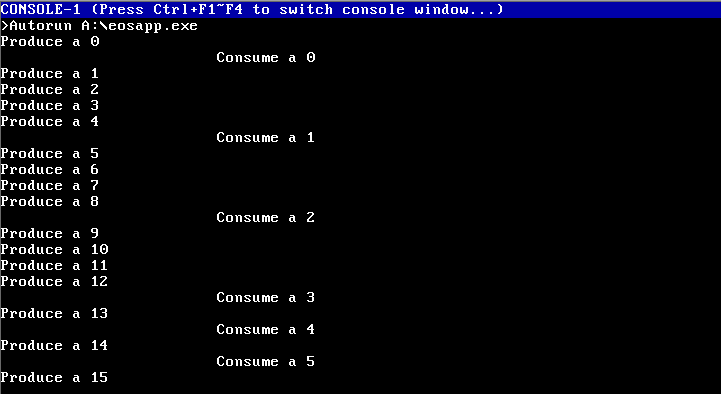 CONSOLE-1 (Press Ctrl+F1~F4 to switch console window...)
>Autorun A:\eosapp.exe
Produce a 0
Consume a 0
Produce a 1
Produce a 2
Produce a 3
Produce a 4
Consume a 1
Produce a 5
Produce a 6
Produce a 7
Produce a 8
Consume a 2
Produce a 9
Produce a 10
Produce a 11
Produce a 12
Consume a 3
Produce a 13
Consume a 4
Produce a 14
Consume a 5
Produce a 15